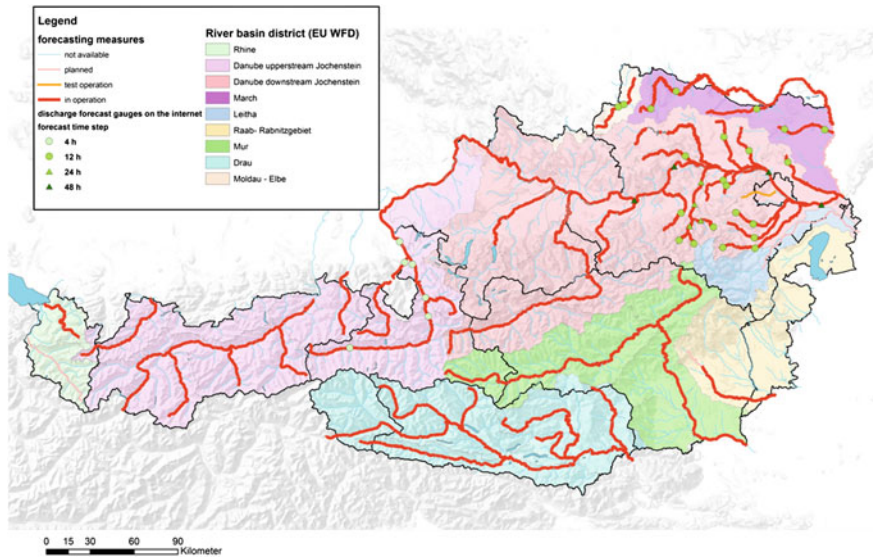 Legend
forecasting measures
not available
planned
test operation
in operation
discharge forecast gauges on the internet
forecast time step
4 h
12 h
24 h
48 h
River basin district (EU WFD)
Rhine
Danube upperstream Jochenstein
Danube downstream Jochenstein
March
Leitha
Raab- Rabnitzgebiet
Mur
Drau
Moldau - Elbe
0 15 30 60 90
Kilometer